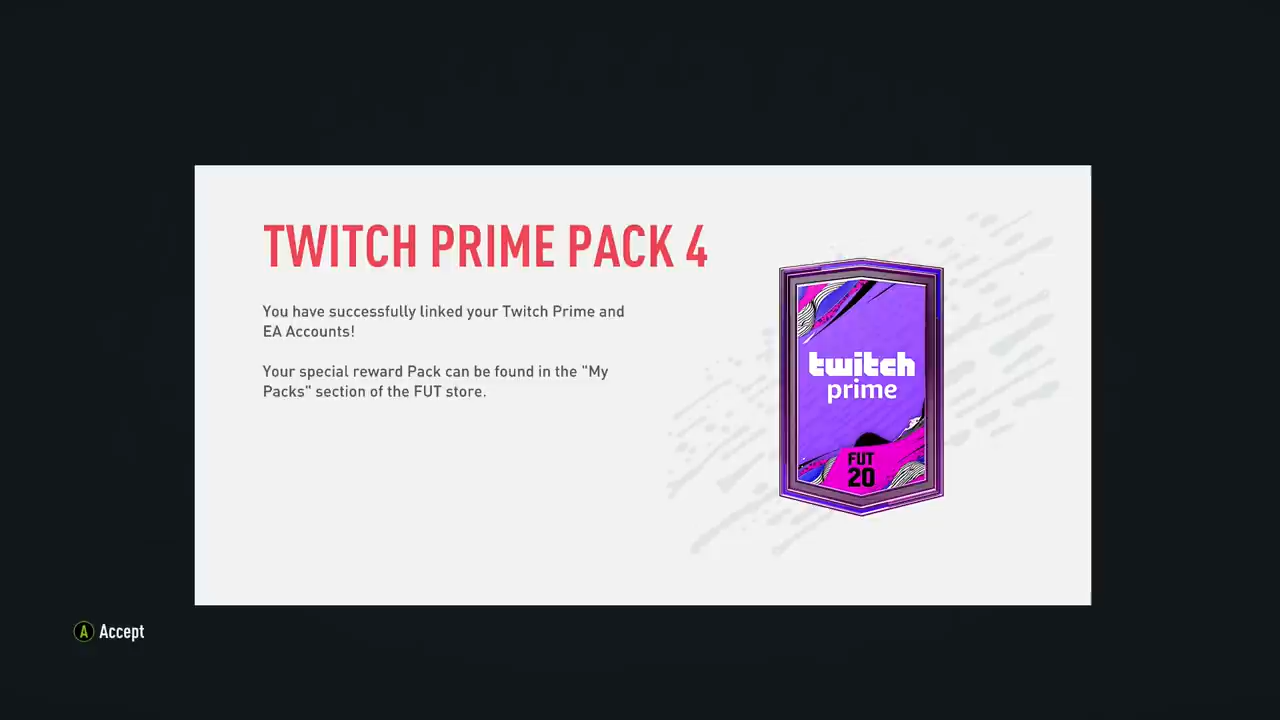 TWITCH PRIME PACK 4
You have successfully linked your Twitch Prime and
EA Accounts!
Your special reward Pack can be found in the "My
Packs" section of the FUT store.
twitch
prime
FUT
20
A Accept